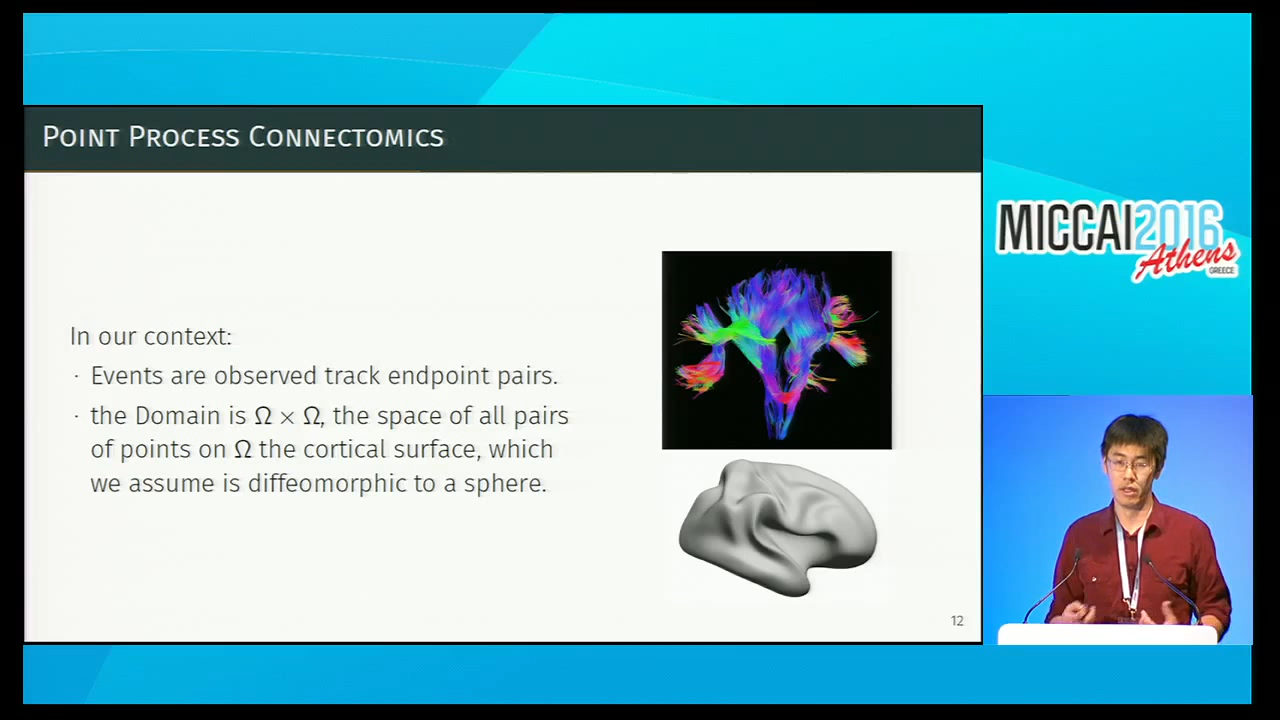 POINT PROCESS CONNECTOMICS
In our context:
· Events are observed track endpoint pairs.
· the Domain is Ω × Ω, the space of all pairs
of points on Ω the cortical surface, which
we assume is diffeomorphic to a sphere.
12
MICCAI2016
Athens
GREECE